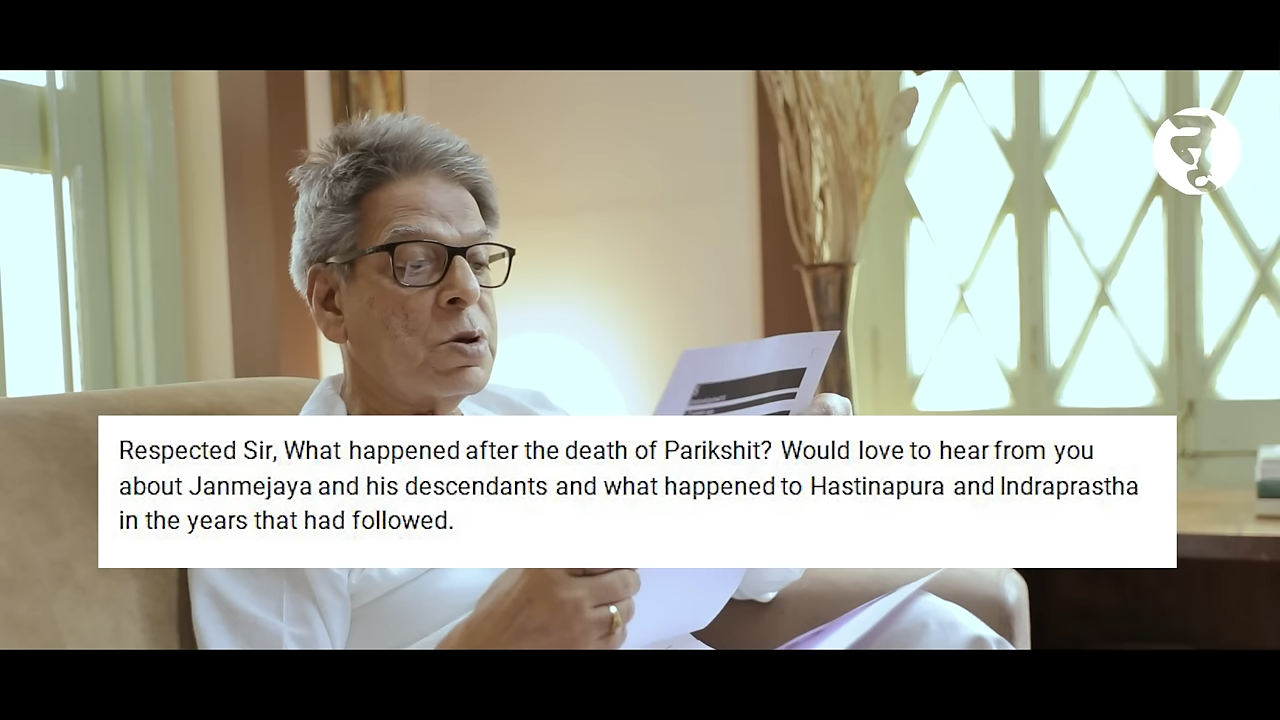 Respected Sir, What happened after the death of Parikshit? Would love to hear from you
about Janmejaya and his descendants and what happened to Hastinapura and Indraprastha
in the years that had followed.